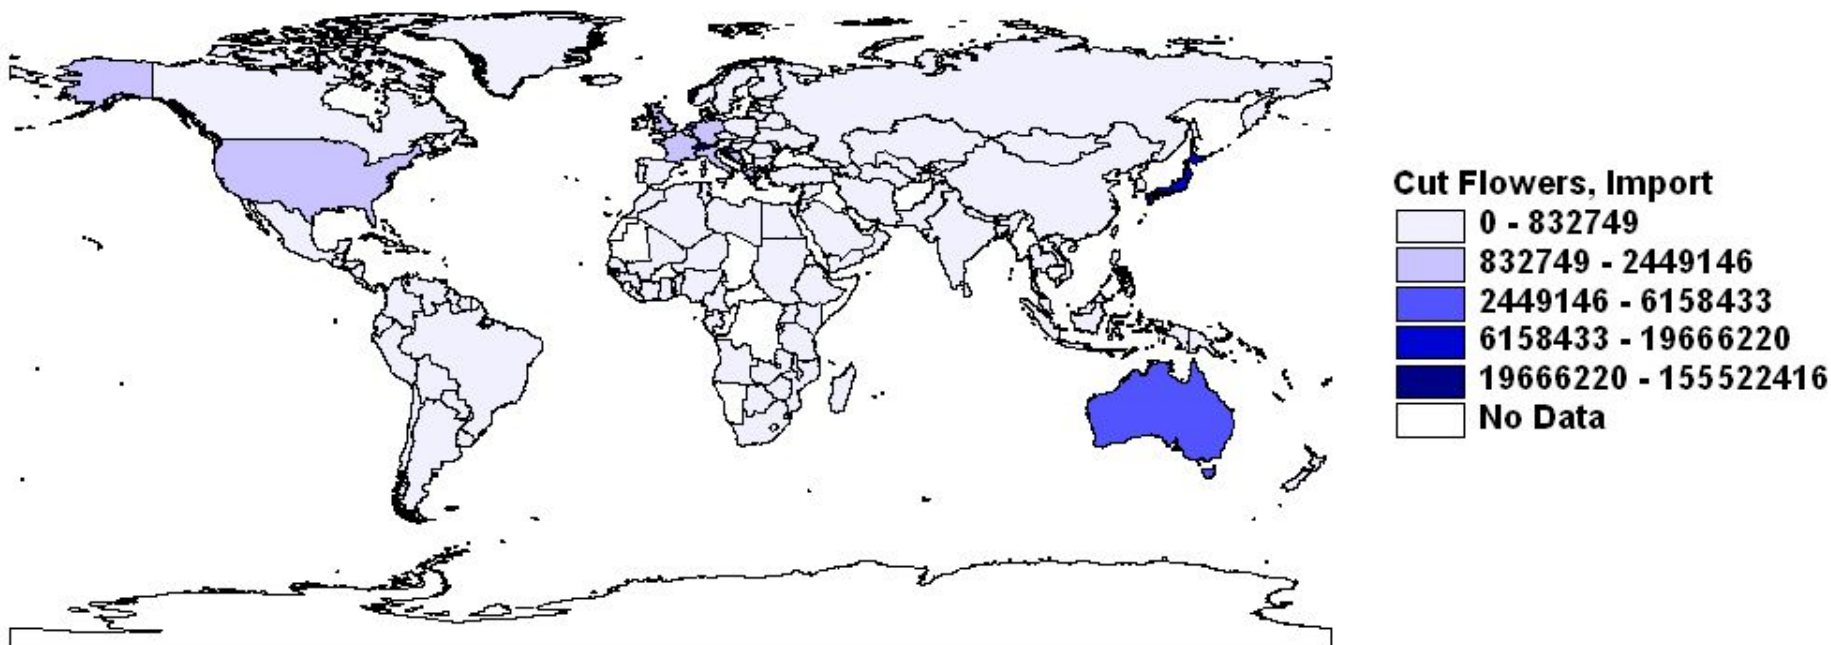 Cut Flowers, Import
0 - 832749
832749 - 2449146
2449146 - 6158433
6158433 - 19666220
19666220 - 155522416
No Data